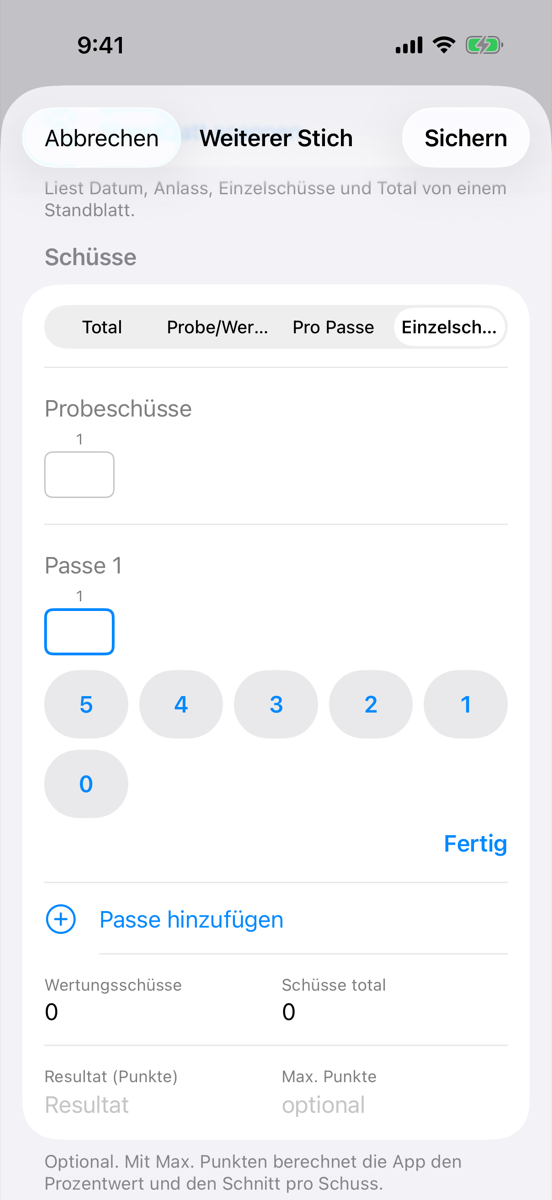 9:41
Abbrechen
Weiterer Stich
Sichern
Liest Datum, Anlass, Einzelschüsse und Total von einem
Standblatt.
Schüsse
Total
Probe/Wer...
Pro Passe
Einzelsch...
Probeschüsse
1
Passe 1
1
5
4
3
2
1
0
Fertig
Passe hinzufügen
Wertungsschüsse
Schüsse total
0
0
Resultat (Punkte)
Max. Punkte
Resultat
optional
Optional. Mit Max. Punkten berechnet die App den
Prozentwert und den Schnitt pro Schuss.